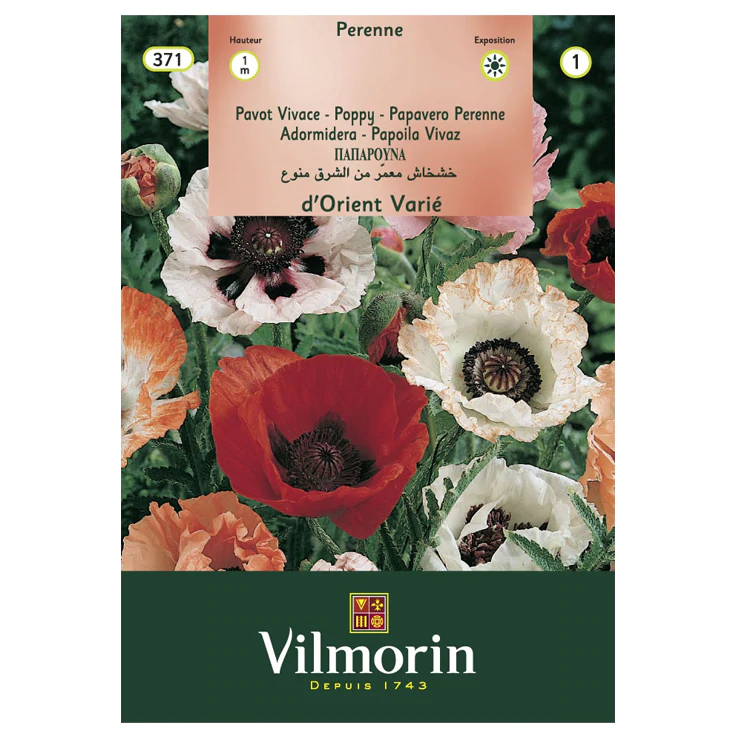 Perenne
Hauteur
Exposition
371
1
m
1
Pavot Vivace - Poppy - Papavero Perenne
Adormidera - Papoila Vivaz
ΠΑΠΑΡΟΥΝΑ
خشخاش معمّر من الشرق منوع
d'Orient Varié
Vilmorin
DEPUIS 1743